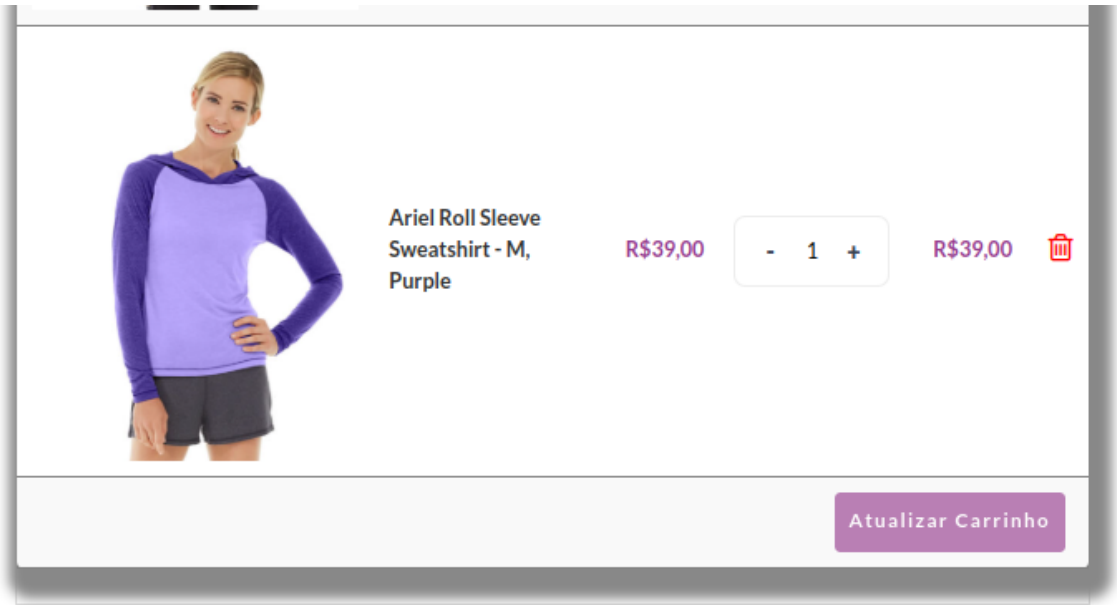 Ariel Roll Sleeve
Sweatshirt - M,
Purple
R$39,00
- 1 +
R$39,00
Atualizar Carrinho